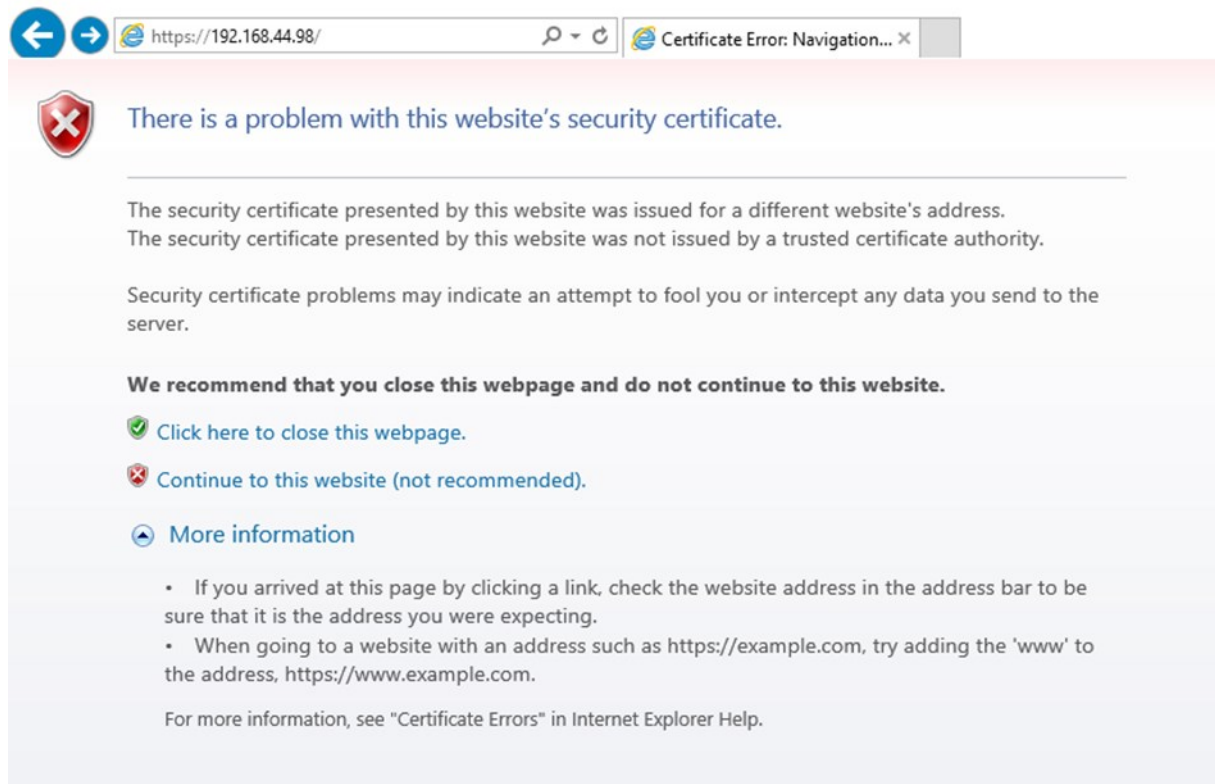 https://192.168.44.98/
Certificate Error: Navigation...
There is a problem with this website’s security certificate.
The security certificate presented by this website was issued for a different website's address.
The security certificate presented by this website was not issued by a trusted certificate authority.
Security certificate problems may indicate an attempt to fool you or intercept any data you send to the
server.
We recommend that you close this webpage and do not continue to this website.
Click here to close this webpage.
Continue to this website (not recommended).
More information
• If you arrived at this page by clicking a link, check the website address in the address bar to be
sure that it is the address you were expecting.
• When going to a website with an address such as https://example.com, try adding the 'www' to
the address, https://www.example.com.
For more information, see "Certificate Errors" in Internet Explorer Help.